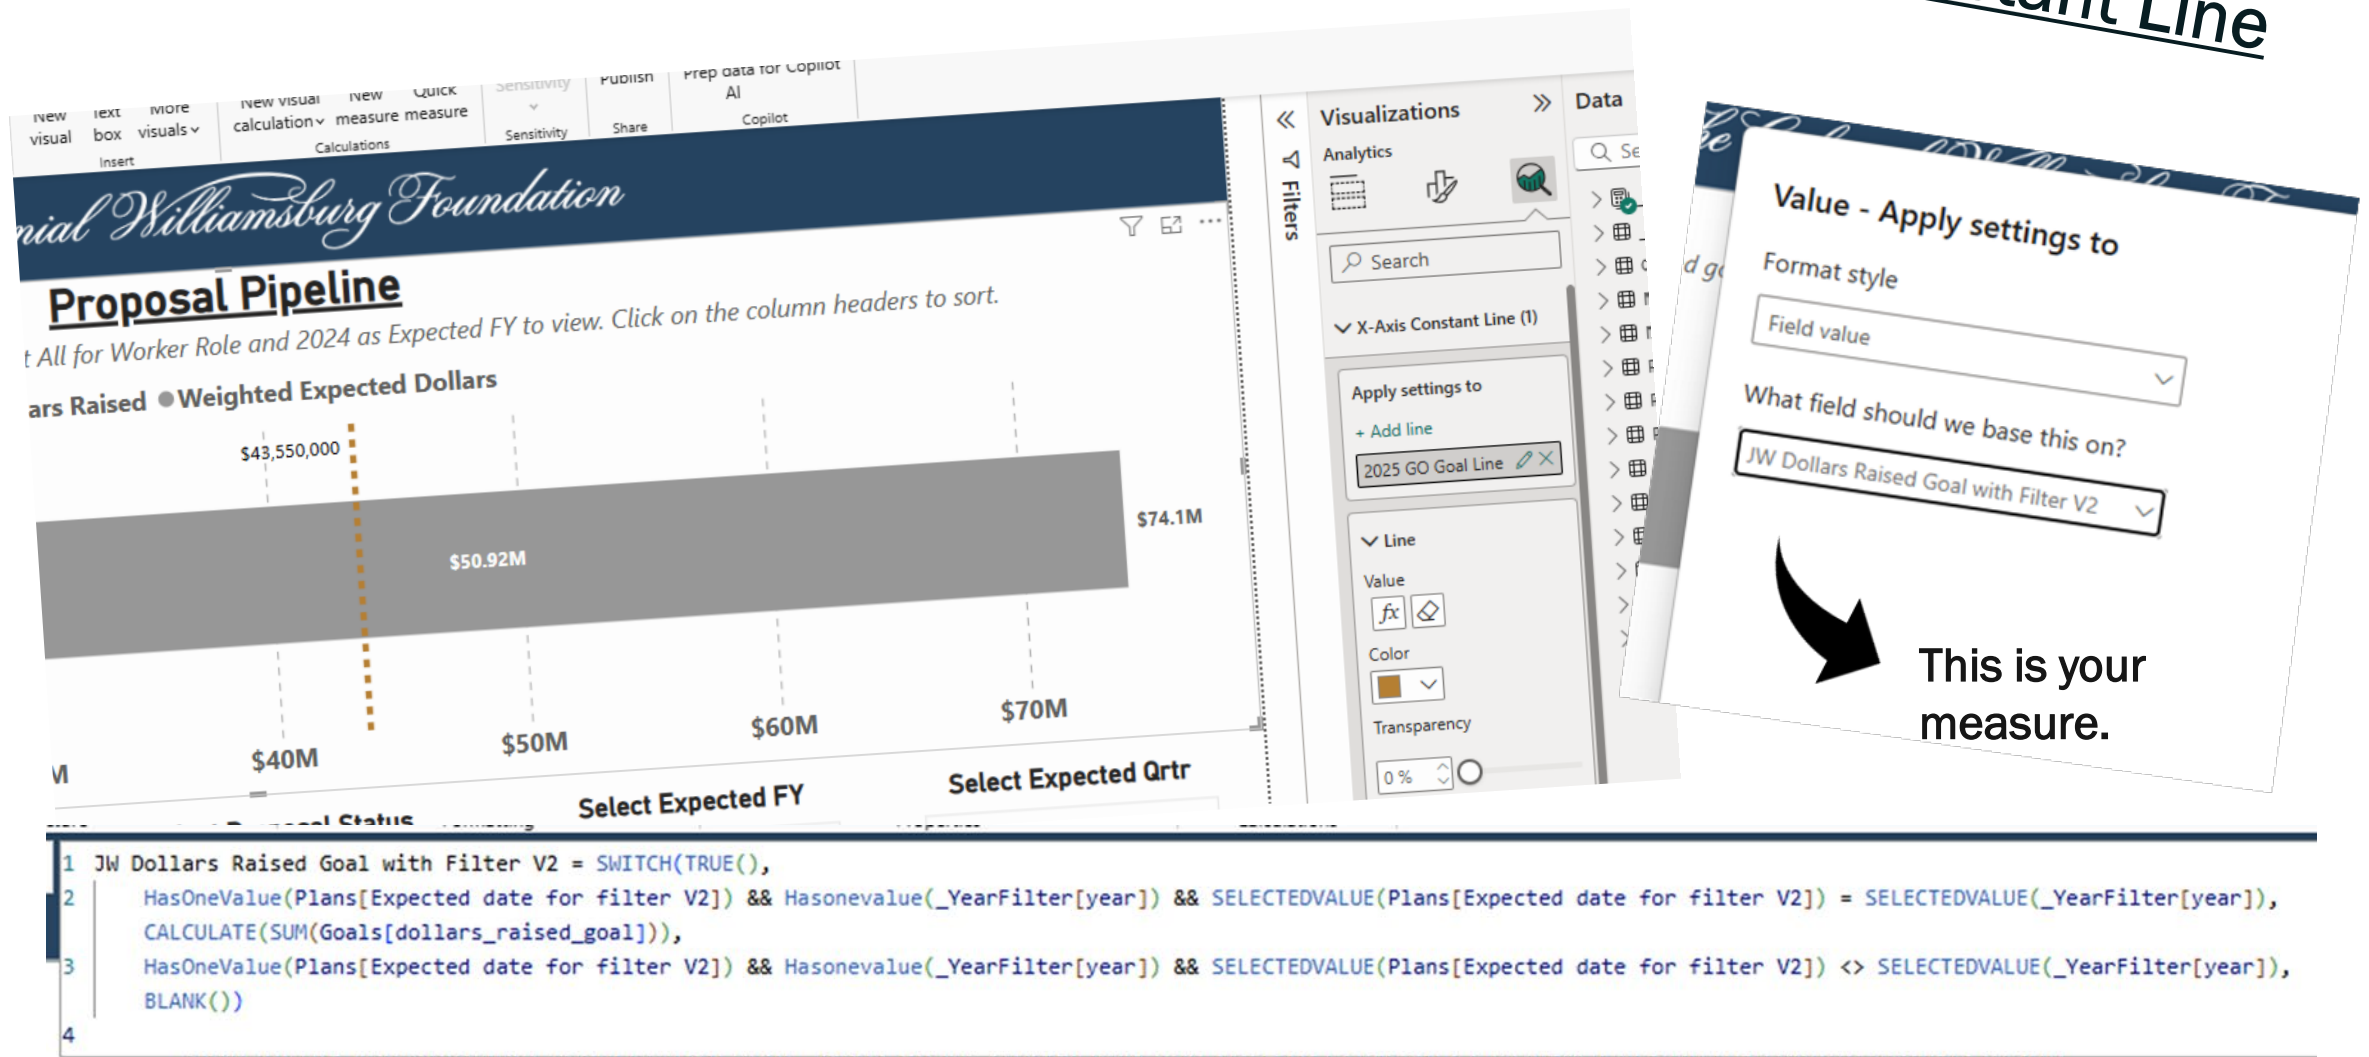 tant Line
New Text More New visual New Quick Sensitivity Publish Prep data for Copilot
visual box visuals calculation measure measure AI
Insert Calculations Sensitivity Share Copilot
nial Williamsburg Foundation
Proposal Pipeline
t All for Worker Role and 2024 as Expected FY to view. Click on the column headers to sort.
ars Raised Weighted Expected Dollars
$43,550,000
$50.92M
$74.1M
M $40M $50M $60M $70M
Proposal Status Select Expected FY Select Expected Qrtr
Filters
Visualizations
Analytics
Search
X-Axis Constant Line (1)
Apply settings to
+ Add line
2025 GO Goal Line
Line
Value
fx
Color
Transparency
0 %
Data
Se
d go
Value - Apply settings to
Format style
Field value
What field should we base this on?
JW Dollars Raised Goal with Filter V2
This is your
measure.
1 JW Dollars Raised Goal with Filter V2 = SWITCH(TRUE(),
2 HasOneValue(Plans[Expected date for filter V2]) && Hasonevalue(_YearFilter[year]) && SELECTEDVALUE(Plans[Expected date for filter V2]) = SELECTEDVALUE(_YearFilter[year]),
CALCULATE(SUM(Goals[dollars_raised_goal])),
3 HasOneValue(Plans[Expected date for filter V2]) && Hasonevalue(_YearFilter[year]) && SELECTEDVALUE(Plans[Expected date for filter V2]) <> SELECTEDVALUE(_YearFilter[year]),
BLANK())
4